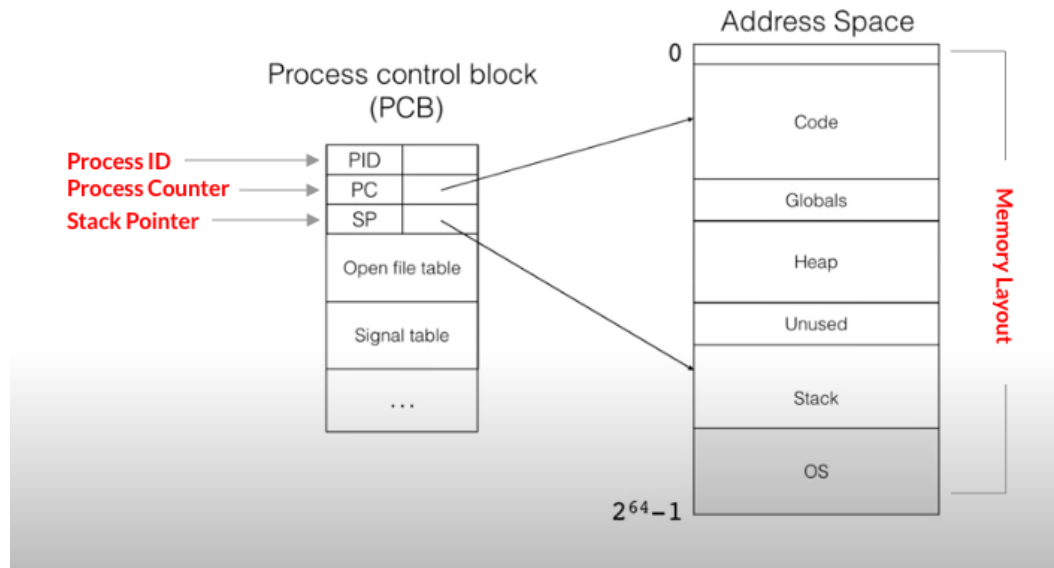 Address Space
0
Process control block
(PCB)
Code
Process ID
PID
Process Counter
PC
Stack Pointer
SP
Globals
Open file table
Heap
Memory Layout
Signal table
Unused
...
Stack
OS
2⁶⁴−1